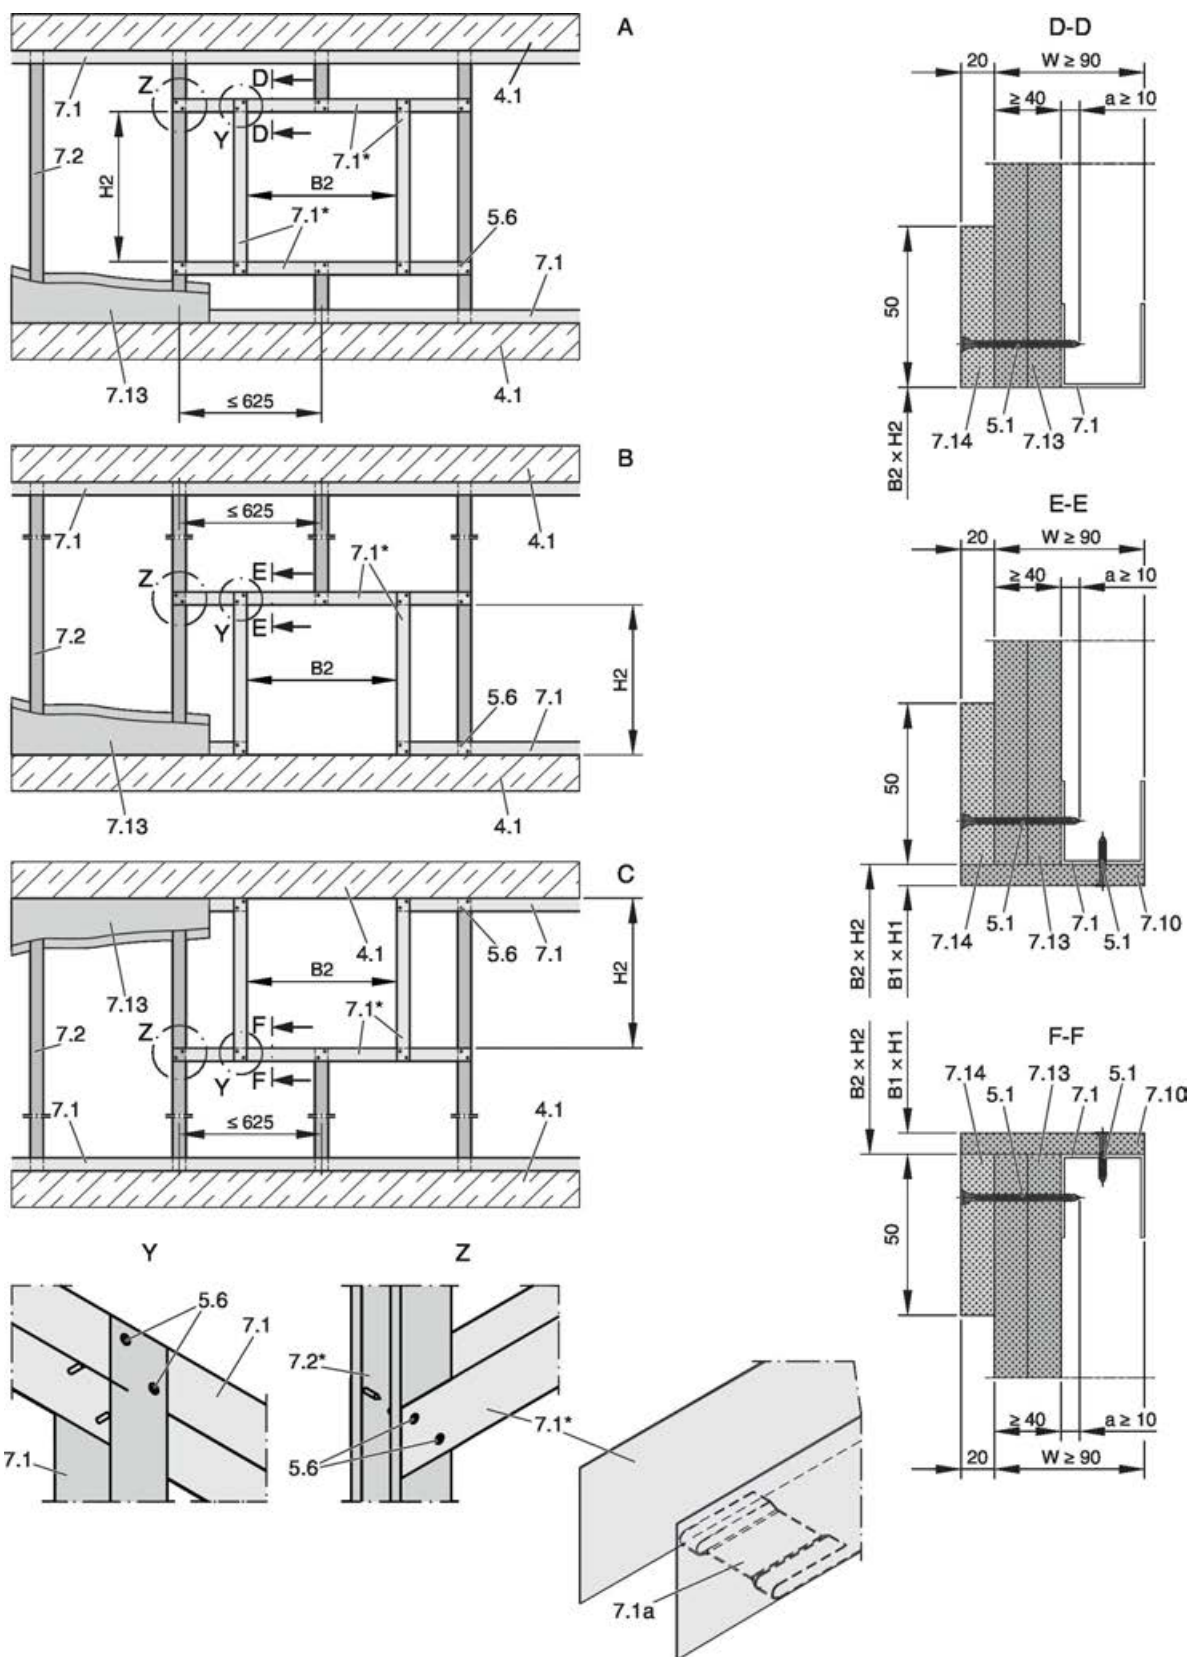 A
4.1
7.1
Z
D
D
Y
7.2
H2
7.1*
B2
7.1*
5.6
7.1
7.13
4.1
≤ 625
B
7.1
≤ 625
4.1
7.1*
Z
E
E
Y
7.2
B2
H2
5.6
7.1
7.13
4.1
C
4.1
5.6
7.1
7.13
B2
H2
7.1*
7.2
Z
F
F
Y
7.1
≤ 625
4.1
Y
5.6
7.1
7.1
Z
7.2*
5.6
7.1*
7.1a
D-D
20
W ≥ 90
≥ 40
a ≥ 10
50
B2 × H2
7.14
5.1
7.13
7.1
E-E
20
W ≥ 90
≥ 40
a ≥ 10
50
B2 × H2
B1 × H1
7.14
5.1
7.13
7.1
5.1
7.10
F-F
B2 × H2
B1 × H1
7.14
5.1
7.13
7.1
5.1
7.10
50
≥ 40
a ≥ 10
20
W ≥ 90